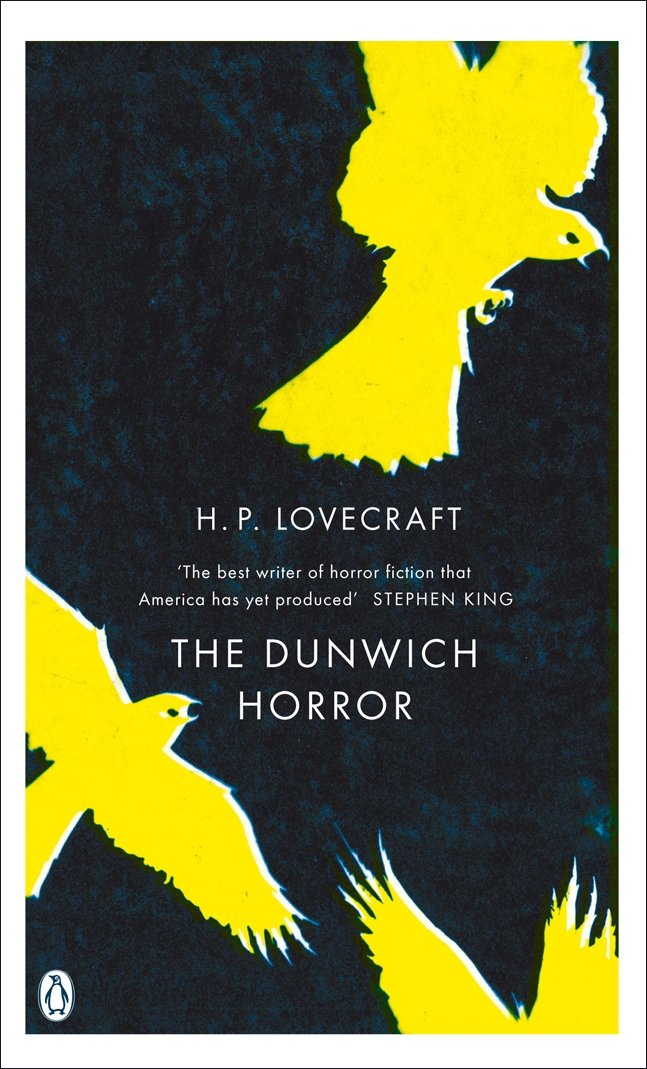 H. P. LOVECRAFT
‘The best writer of horror fiction that
America has yet produced’ STEPHEN KING
THE DUNWICH
HORROR